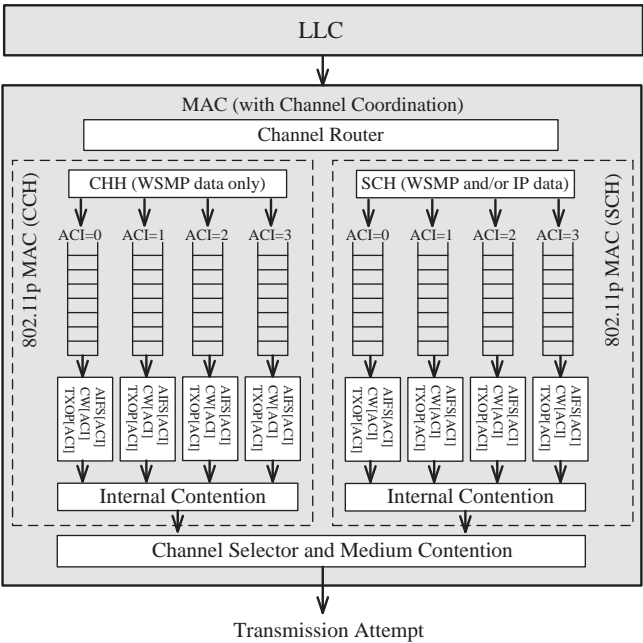 LLC
MAC (with Channel Coordination)
Channel Router
802.11p MAC (CCH)
CHH (WSMP data only)
ACI=0 ACI=1 ACI=2 ACI=3
AIFS[ACI]
CW[ACI]
TXOP[ACI]
AIFS[ACI]
CW[ACI]
TXOP[ACI]
AIFS[ACI]
CW[ACI]
TXOP[ACI]
AIFS[ACI]
CW[ACI]
TXOP[ACI]
Internal Contention
802.11p MAC (SCH)
SCH (WSMP and/or IP data)
ACI=0 ACI=1 ACI=2 ACI=3
AIFS[ACI]
CW[ACI]
TXOP[ACI]
AIFS[ACI]
CW[ACI]
TXOP[ACI]
AIFS[ACI]
CW[ACI]
TXOP[ACI]
AIFS[ACI]
CW[ACI]
TXOP[ACI]
Internal Contention
Channel Selector and Medium Contention
Transmission Attempt